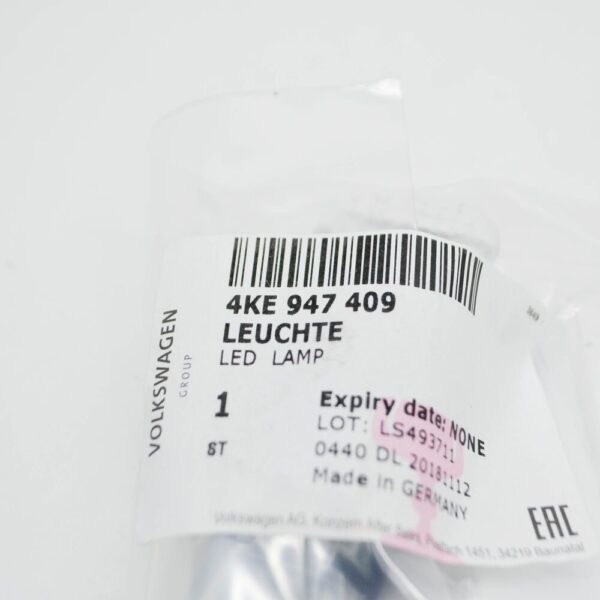 4KE 947 409
LEUCHTE
LED LAMP
1
ST
Expiry date: NONE
LOT: LS493711
0440 DL 20181112
Made in GERMANY
Volkswagen AG, Konzern After Sales, Postfach 1451, 34219 Baunatal
EAC
VOLKSWAGEN
GROUP